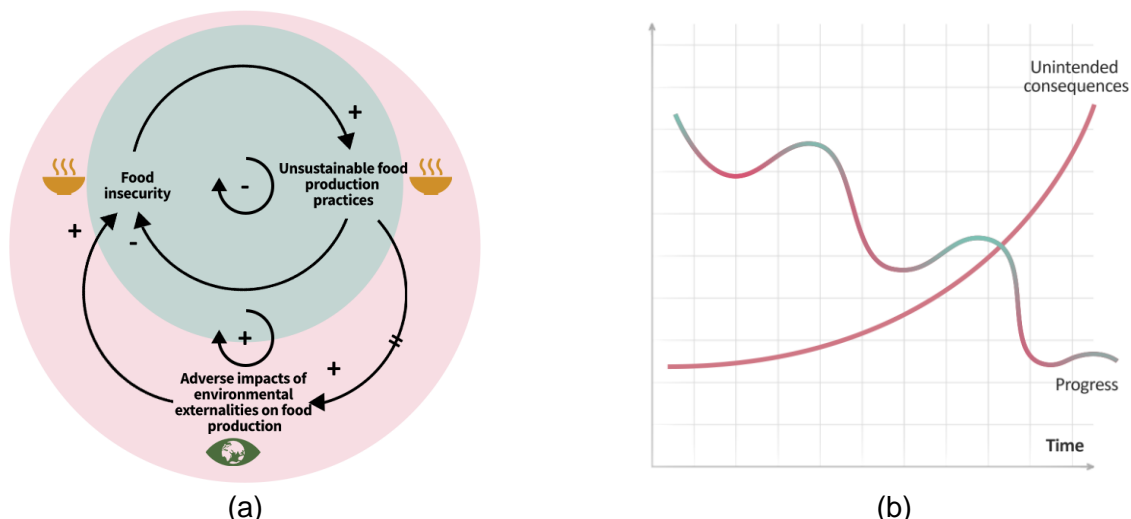 +
Food
insecurity
-
Unsustainable food
production
practices
+
-
+
+
Adverse impacts of
environmental
externalities on food
production
(a)
Unintended
consequences
Progress
Time
(b)